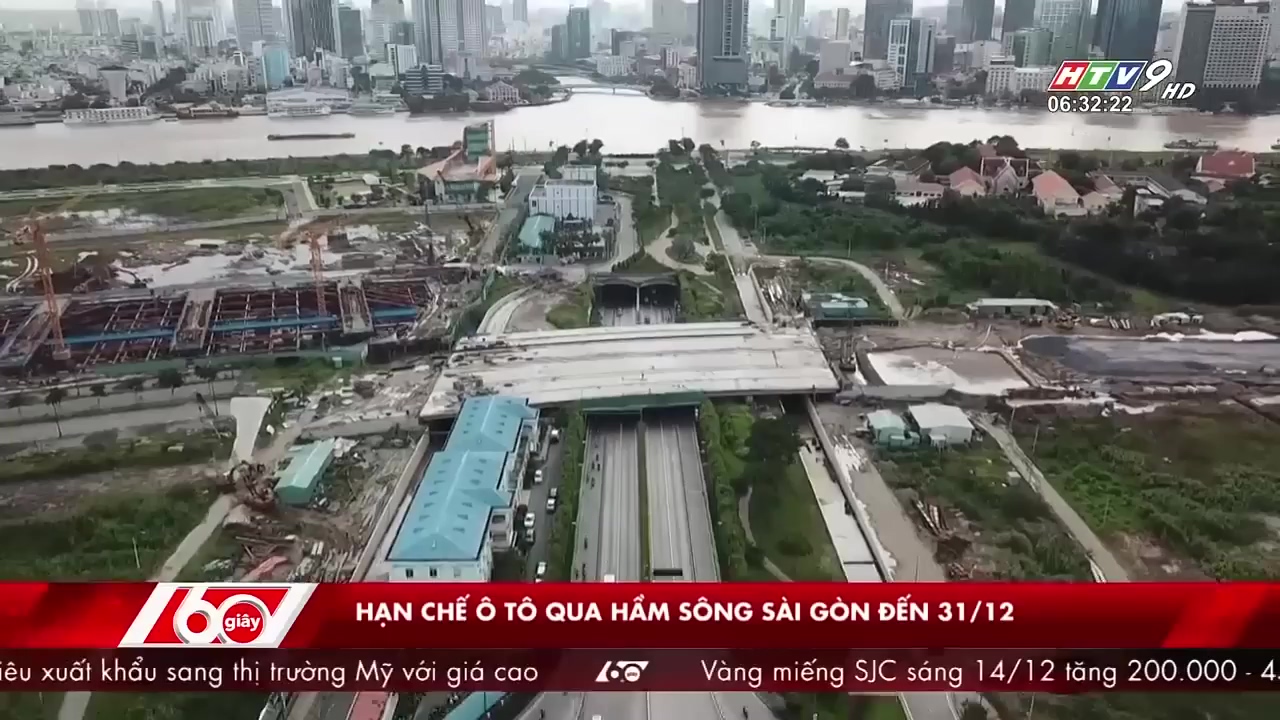 HTV9 HD
06:32:22
60 giây
HẠN CHẾ Ô TÔ QUA HẦM SÔNG SÀI GÒN ĐẾN 31/12
xuất khẩu sang thị trường Mỹ với giá cao 60 Vàng miếng SJC sáng 14/12 tăng 200.000 -